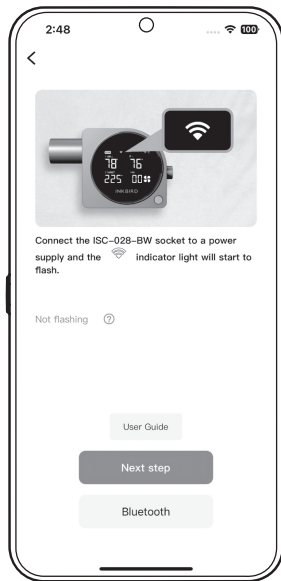 2:48
100
78 76
225 00
INKBIRD
Connect the ISC-028-BW socket to a power
supply and the indicator light will start to
flash.
Not flashing ?
User Guide
Next step
Bluetooth